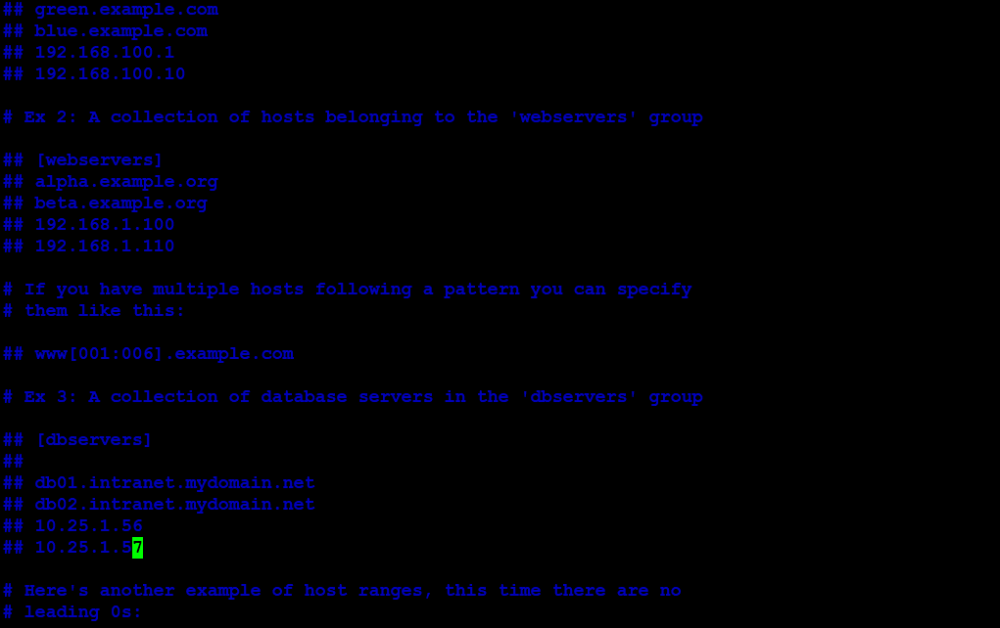 ## green.example.com
## blue.example.com
## 192.168.100.1
## 192.168.100.10
# Ex 2: A collection of hosts belonging to the 'webservers' group
## [webservers]
## alpha.example.org
## beta.example.org
## 192.168.1.100
## 192.168.1.110
# If you have multiple hosts following a pattern you can specify
# them like this:
## www[001:006].example.com
# Ex 3: A collection of database servers in the 'dbservers' group
## [dbservers]
##
## db01.intranet.mydomain.net
## db02.intranet.mydomain.net
## 10.25.1.56
## 10.25.1.57
# Here's another example of host ranges, this time there are no
# leading 0s: